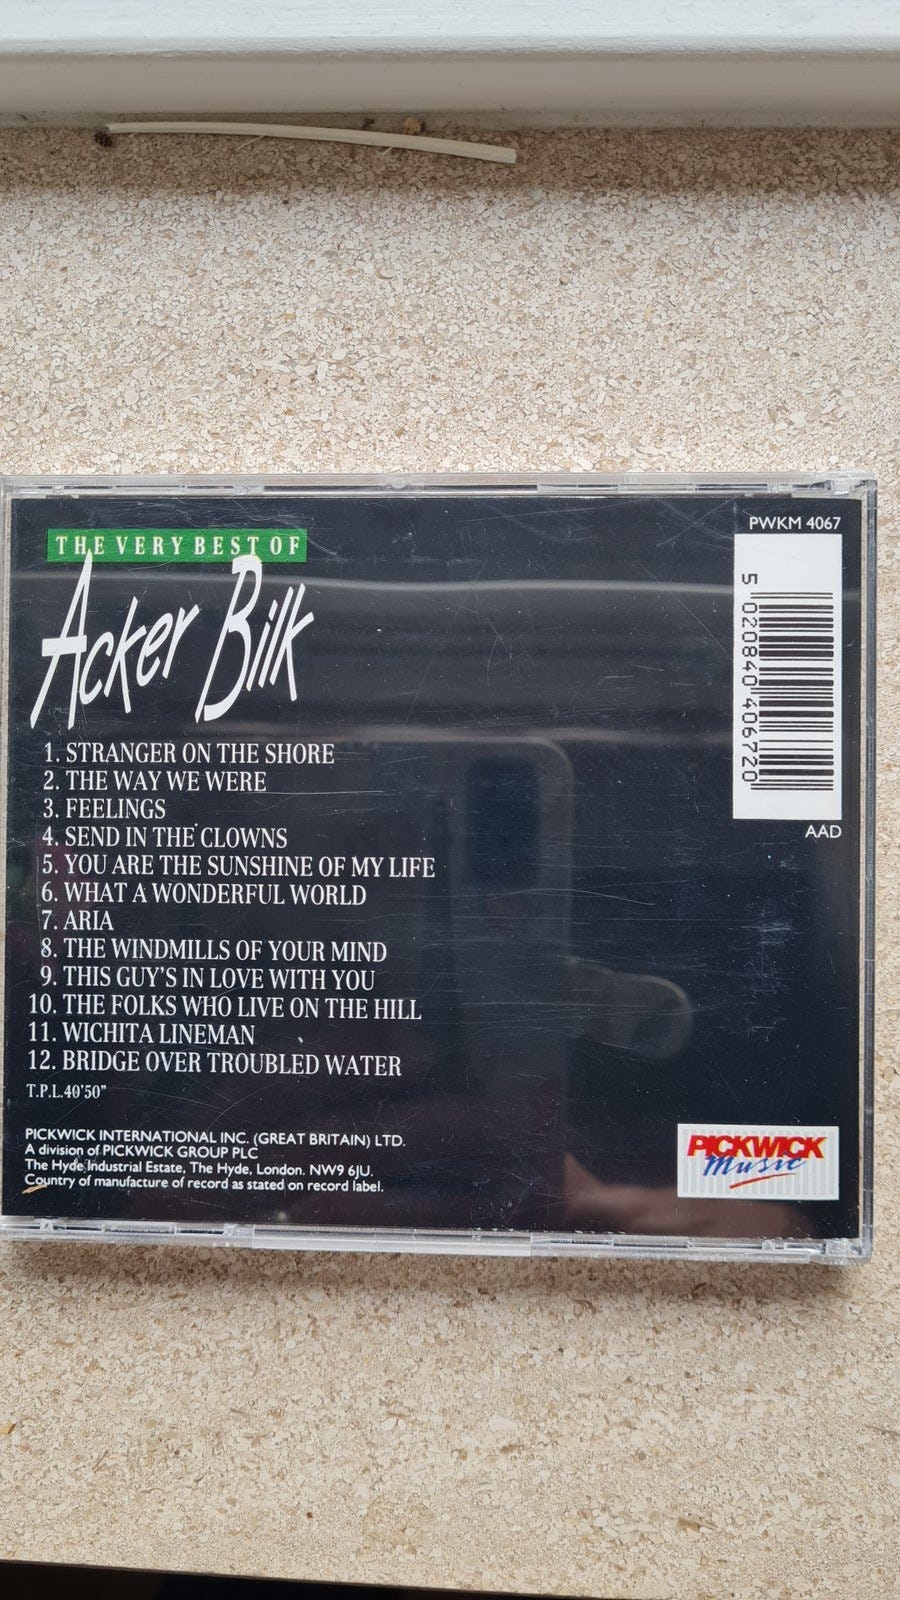 THE VERY BEST OF
Acker Bilk
1. STRANGER ON THE SHORE
2. THE WAY WE WERE
3. FEELINGS
4. SEND IN THE CLOWNS
5. YOU ARE THE SUNSHINE OF MY LIFE
6. WHAT A WONDERFUL WORLD
7. ARIA
8. THE WINDMILLS OF YOUR MIND
9. THIS GUY'S IN LOVE WITH YOU
10. THE FOLKS WHO LIVE ON THE HILL
11. WICHITA LINEMAN
12. BRIDGE OVER TROUBLED WATER
T.P.L.40'50"
PICKWICK INTERNATIONAL INC. (GREAT BRITAIN) LTD.
A division of PICKWICK GROUP PLC
The Hyde Industrial Estate, The Hyde, London. NW9 6JU.
Country of manufacture of record as stated on record label.
PWKM 4067
5 020840 406720
AAD
PICKWICK
Music